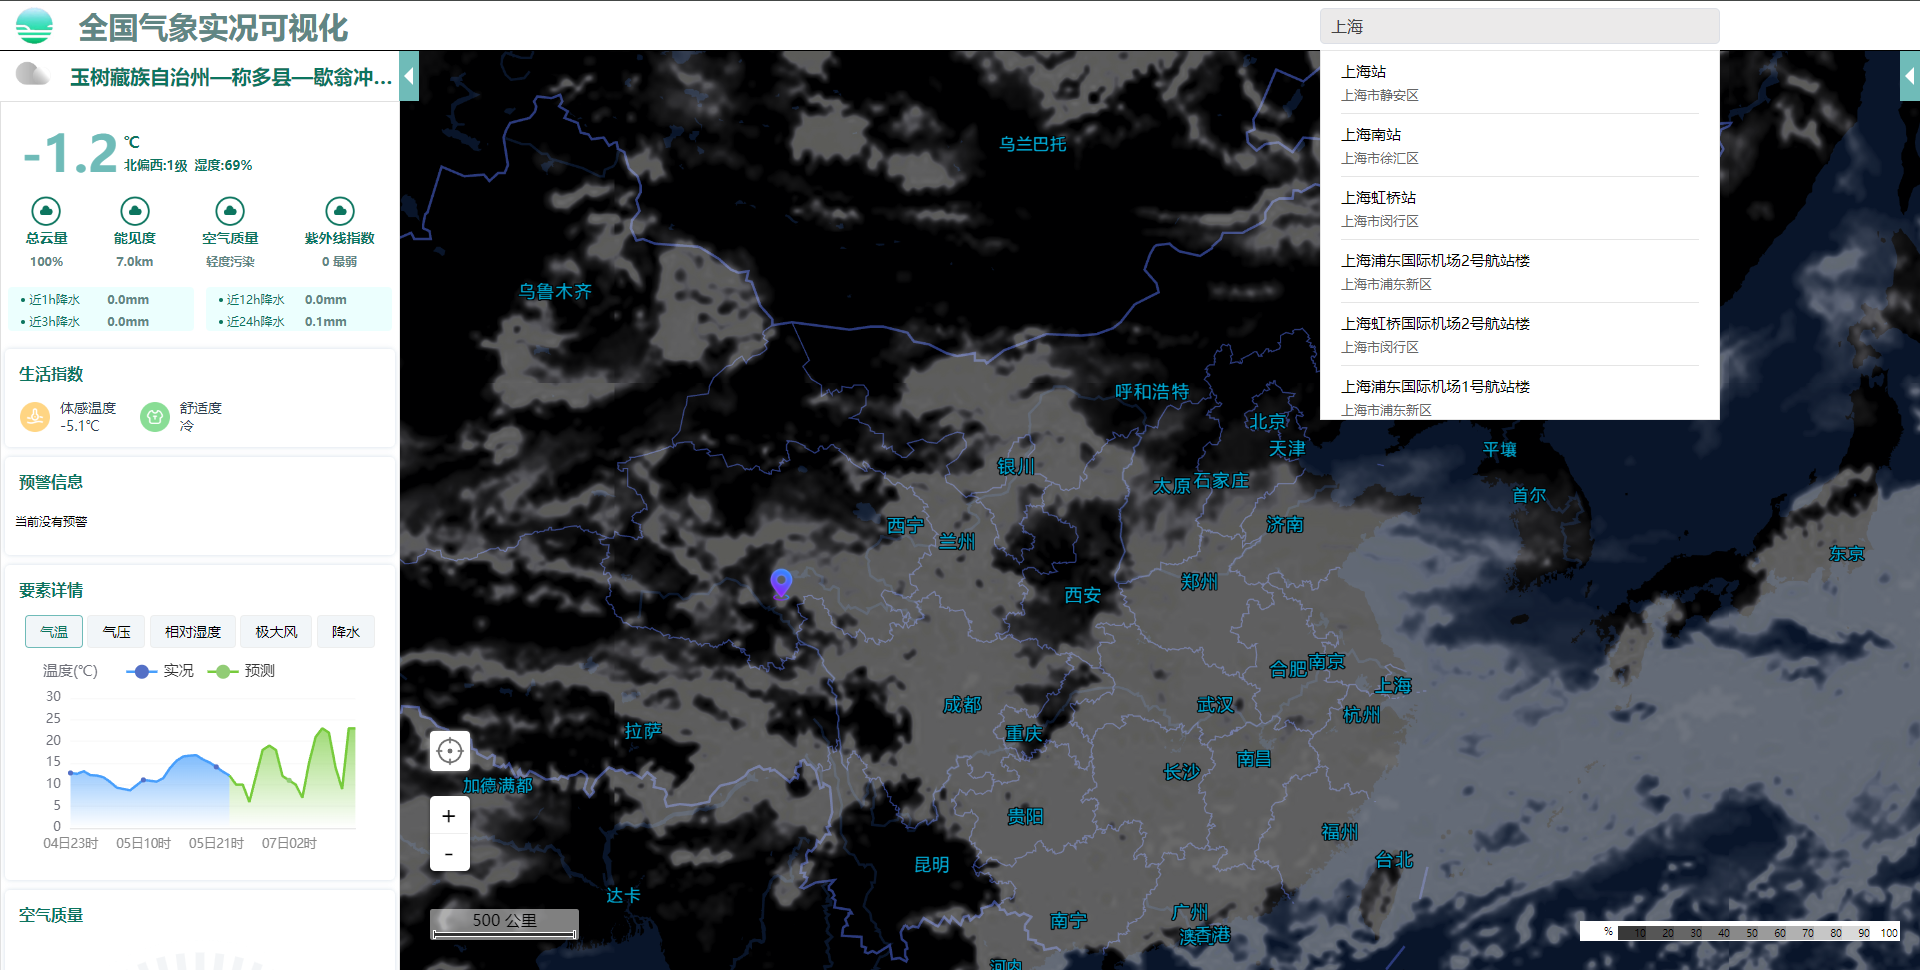 全国气象实况可视化
上海
玉树藏族自治州—称多县—歇翁冲...
-1.2 ℃
北偏西:1级 湿度:69%
总云量 能见度 空气质量 紫外线指数
100% 7.0km 轻度污染 0 最弱
• 近1h降水 0.0mm • 近12h降水 0.0mm
• 近3h降水 0.0mm • 近24h降水 0.1mm
生活指数
体感温度 舒适度
-5.1℃ 冷
预警信息
当前没有预警
要素详情
气温 气压 相对湿度 极大风 降水
温度(℃) 实况 预测
30
25
20
15
10
5
0
04日23时 05日10时 05日21时 07日02时
空气质量
上海站
上海市静安区
上海南站
上海市徐汇区
上海虹桥站
上海市闵行区
上海浦东国际机场2号航站楼
上海市浦东新区
上海虹桥国际机场2号航站楼
上海市闵行区
上海浦东国际机场1号航站楼
上海市浦东新区
乌兰巴托
乌鲁木齐
呼和浩特
北京
天津
平壤
银川
石家庄
太原
首尔
西宁
济南
兰州
东京
郑州
西安
南京
合肥
上海
成都
武汉
杭州
拉萨
重庆
南昌
长沙
加德满都
贵阳
福州
台北
昆明
达卡
广州
南宁
香港
澳门
河内
+
-
500 公里
% 10 20 30 40 50 60 70 80 90 100